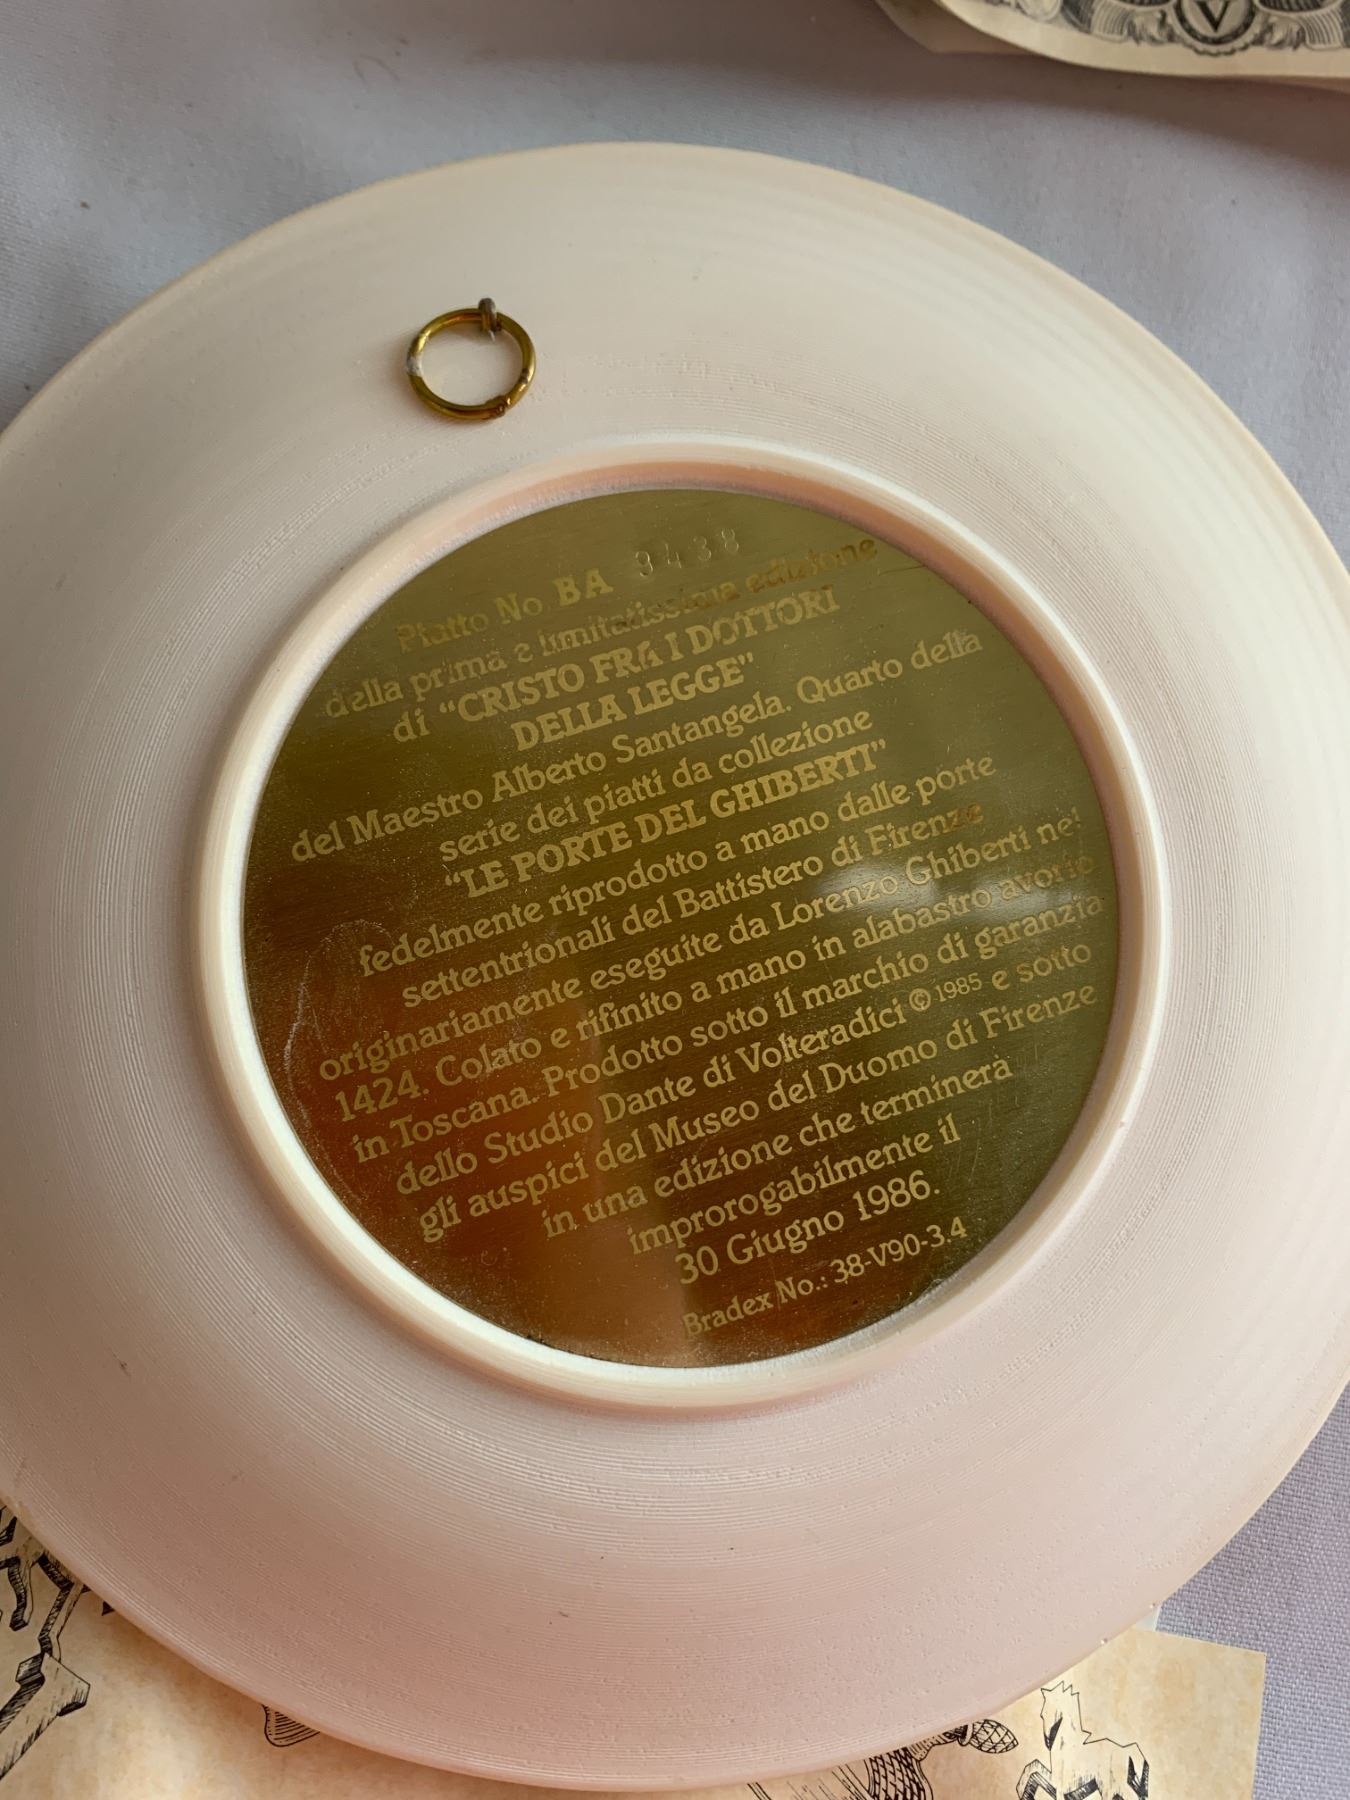 V
Piatto No. BA 9438
della prima e limitatissima edizione
di "CRISTO FRA I DOTTORI
DELLA LEGGE"
del Maestro Alberto Santangela. Quarto della
serie dei piatti da collezione
"LE PORTE DEL GHIBERTI"
fedelmente riprodotto a mano dalle porte
settentrionali del Battistero di Firenze
originariamente eseguite da Lorenzo Ghiberti nel
1424. Colato e rifinito a mano in alabastro avorio
in Toscana. Prodotto sotto il marchio di garanzia
dello Studio Dante di Volteradici © 1985 e sotto
gli auspici del Museo del Duomo di Firenze
in una edizione che terminerà
improrogabilmente il
30 Giugno 1986.
Bradex No.: 38-V90-3.4